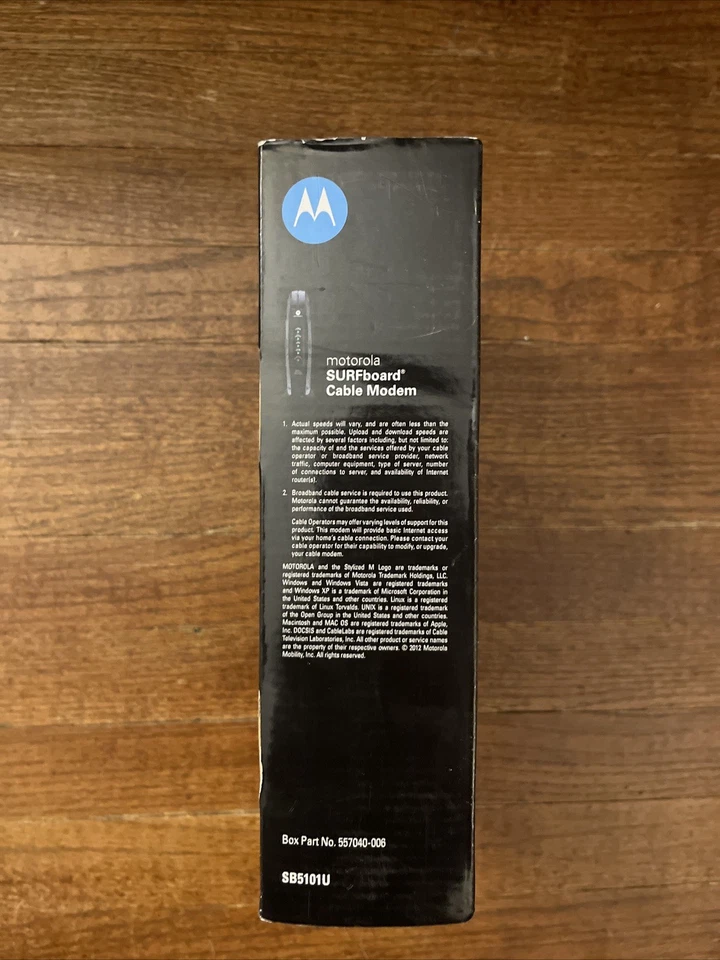 motorola
SURFboard®
Cable Modem
1. Actual speeds will vary, and are often less than the
maximum possible. Upload and download speeds are
affected by several factors including, but not limited to:
the capacity of and the services offered by your cable
operator or broadband service provider, network
traffic, computer equipment, type of server, number
of connections to server, and availability of Internet
router(s).
2. Broadband cable service is required to use this product.
Motorola cannot guarantee the availability, reliability, or
performance of the broadband service used.
Cable Operators may offer varying levels of support for this
product. This modem will provide basic Internet access
via your home's cable connection. Please contact your
cable operator for their capability to modify, or upgrade,
your cable modem.
MOTOROLA and the Stylized M Logo are trademarks or
registered trademarks of Motorola Trademark Holdings, LLC.
Windows and Windows Vista are registered trademarks
and Windows XP is a trademark of Microsoft Corporation in
the United States and other countries. Linux is a registered
trademark of Linux Torvalds. UNIX is a registered trademark
of the Open Group in the United States and other countries.
Macintosh and MAC OS are registered trademarks of Apple,
Inc. DOCSIS and CableLabs are registered trademarks of Cable
Television Laboratories, Inc. All other product or service names
are the property of their respective owners. © 2012 Motorola
Mobility, Inc. All rights reserved.
Box Part No. 557040-006
SB5101U